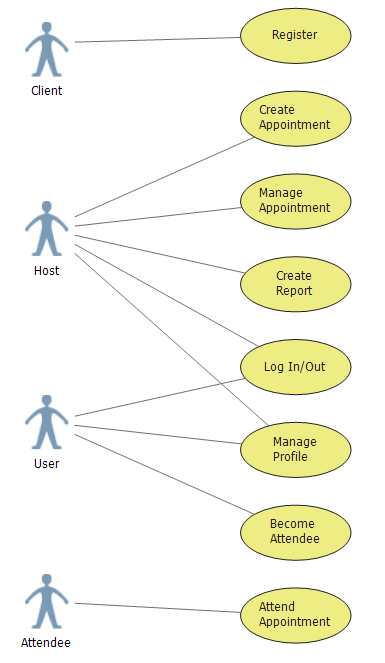 Register
Client
Create
Appointment
Manage
Appointment
Host
Create
Report
Log In/Out
User
Manage
Profile
Become
Attendee
Attend
Appointment
Attendee